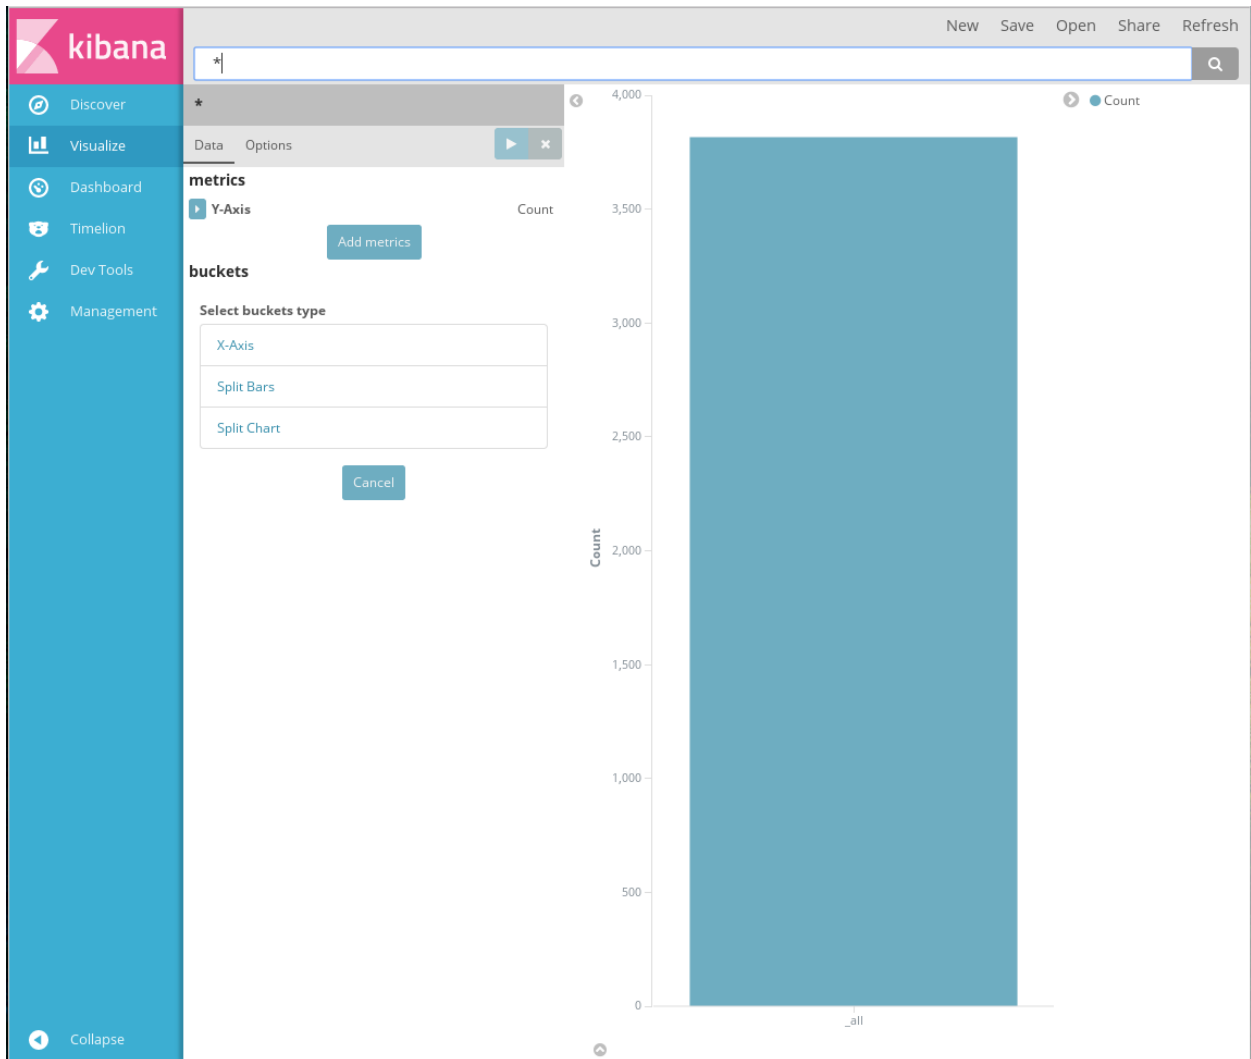 kibana
New Save Open Share Refresh
*
Discover
Visualize
Dashboard
Timelion
Dev Tools
Management
Collapse
*
Data Options
metrics
Y-Axis Count
Add metrics
buckets
Select buckets type
X-Axis
Split Bars
Split Chart
Cancel
Count
4,000
3,500
3,000
2,500
2,000
1,500
1,000
500
0
_all
Count